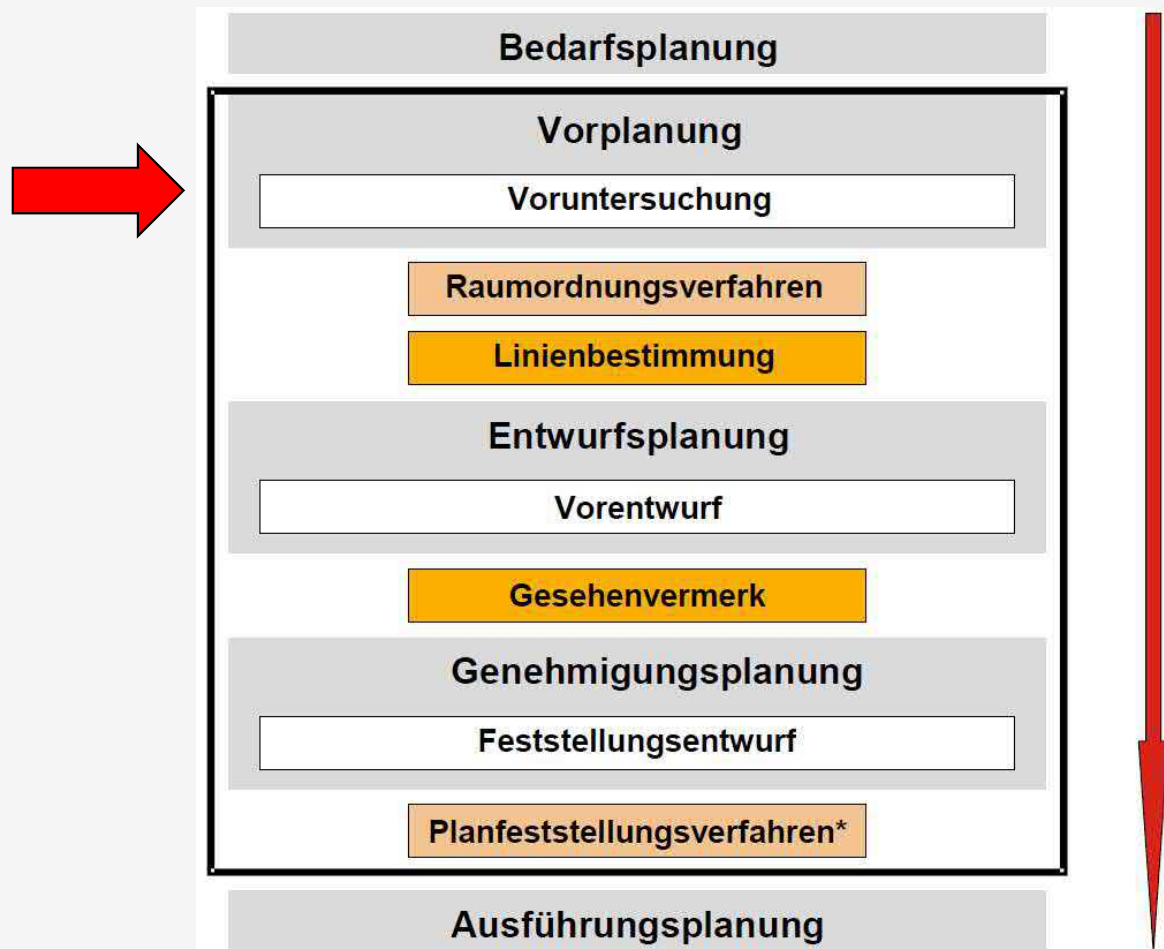 Bedarfsplanung
Vorplanung
Voruntersuchung
Raumordnungsverfahren
Linienbestimmung
Entwurfsplanung
Vorentwurf
Gesehenvermerk
Genehmigungsplanung
Feststellungsentwurf
Planfeststellungsverfahren*
Ausführungsplanung